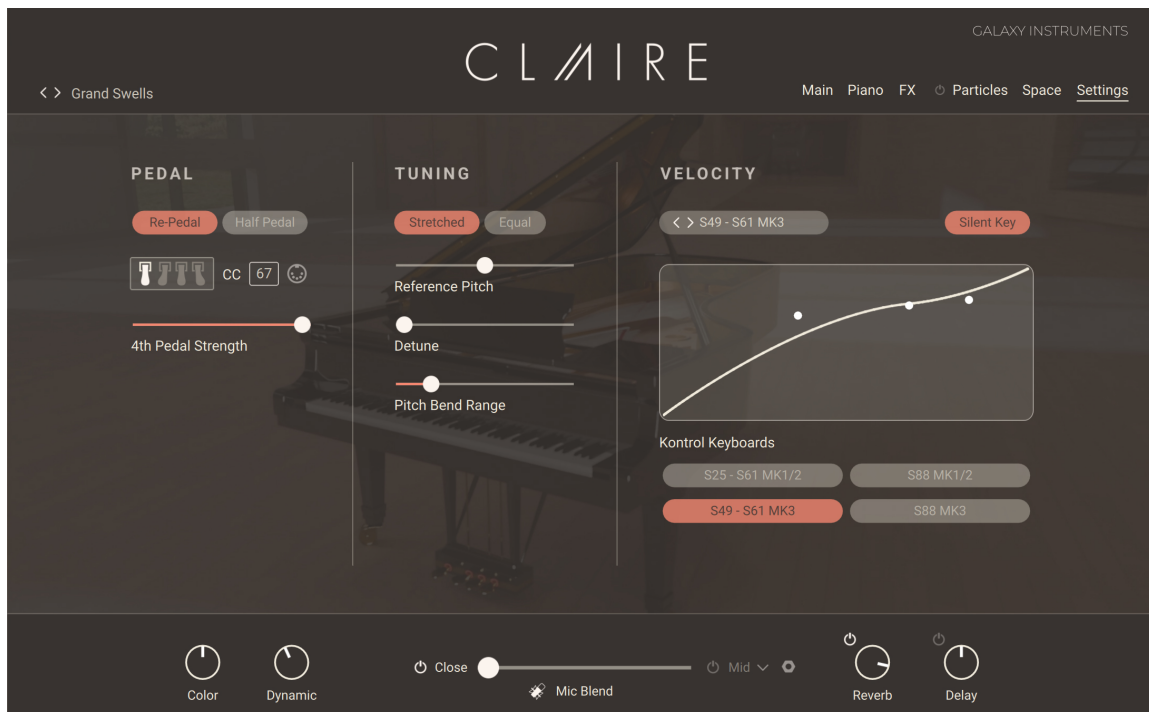 GALAXY INSTRUMENTS
CLAIRE
Grand Swells
Main Piano FX Particles Space Settings
PEDAL
Re-Pedal Half Pedal
CC 67
4th Pedal Strength
TUNING
Stretched Equal
Reference Pitch
Detune
Pitch Bend Range
VELOCITY
S49 - S61 MK3 Silent Key
Kontrol Keyboards
S25 - S61 MK1/2 S88 MK1/2
S49 - S61 MK3 S88 MK3
Color Dynamic
Close Mid
Mic Blend
Reverb Delay